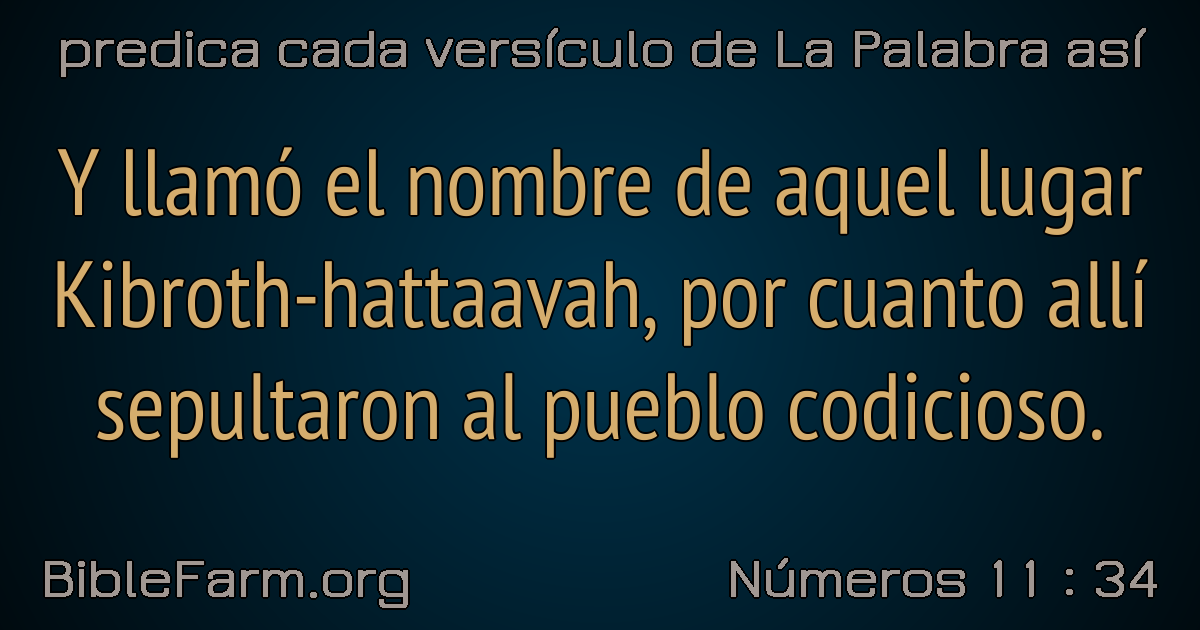 predica cada versículo de La Palabra así
Y llamó el nombre de aquel lugar
Kibroth-hattaavah, por cuanto allí
sepultaron al pueblo codicioso.
BibleFarm.org Números 11 : 34